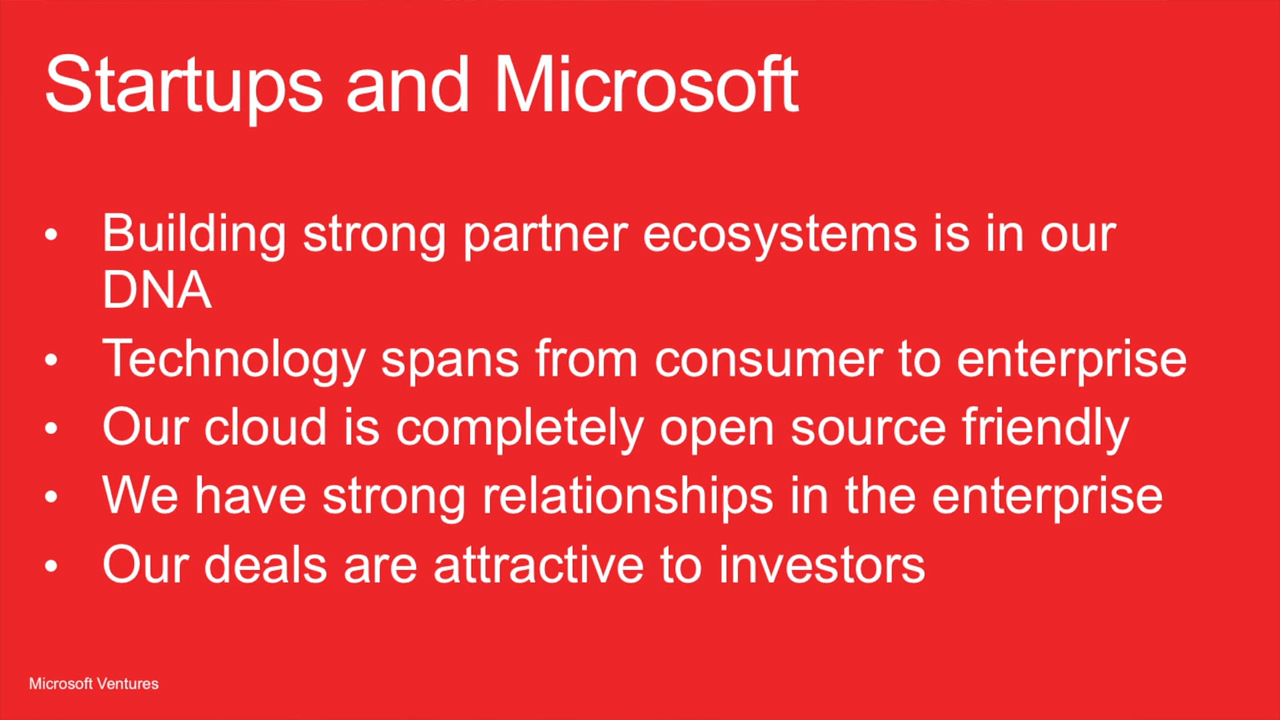 Startups and Microsoft
• Building strong partner ecosystems is in our
DNA
• Technology spans from consumer to enterprise
• Our cloud is completely open source friendly
• We have strong relationships in the enterprise
• Our deals are attractive to investors
Microsoft Ventures